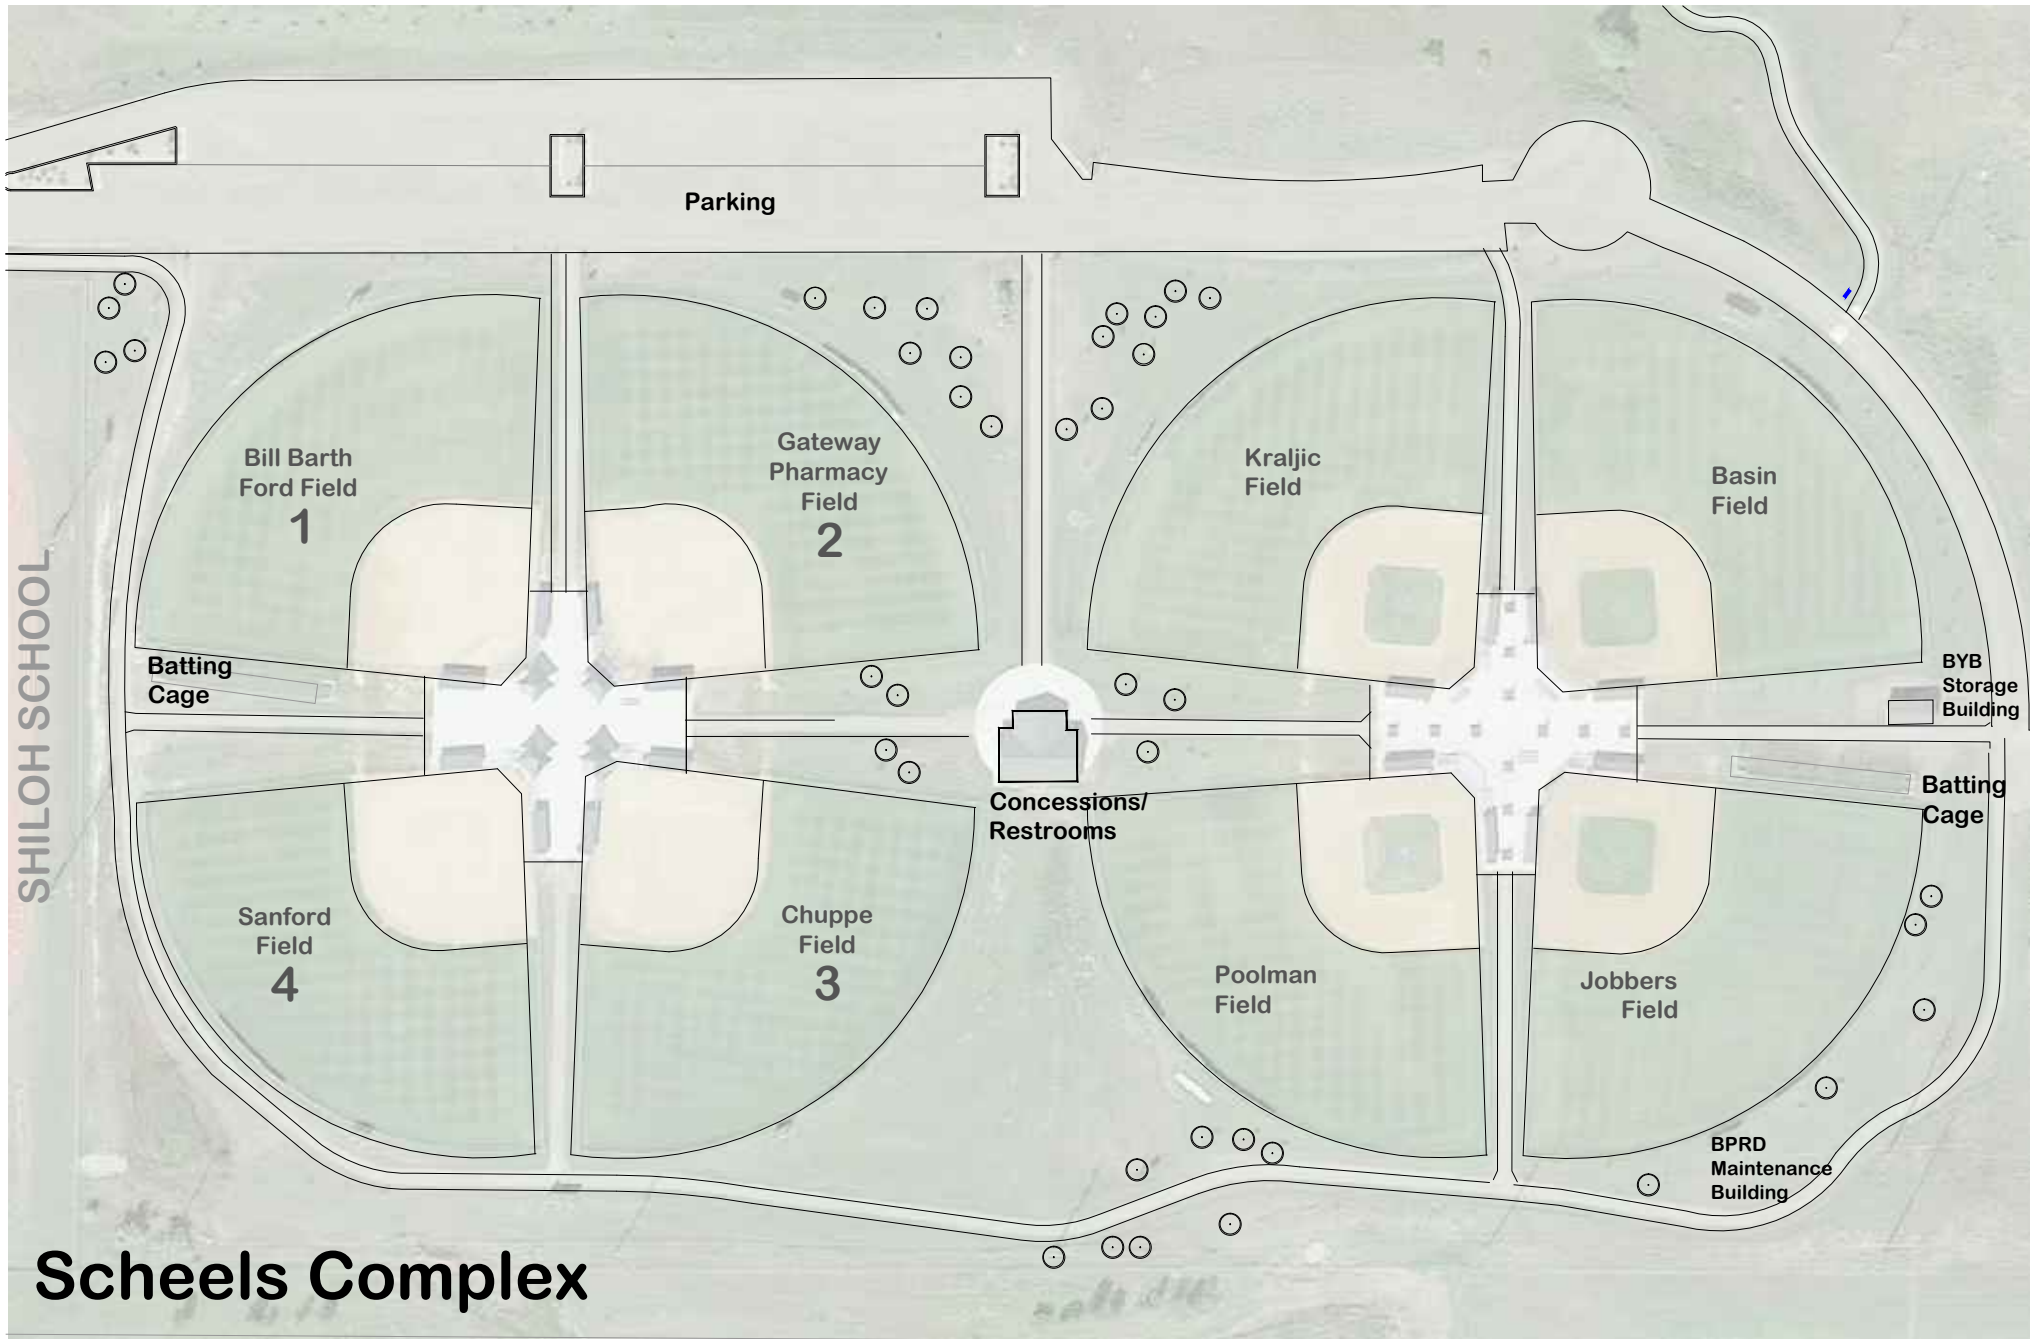 Parking
Bill Barth
Ford Field
1
Gateway
Pharmacy
Field
2
Kraljic
Field
Basin
Field
SHILOH SCHOOL
Batting
Cage
BYB
Storage
Building
Concessions/
Restrooms
Batting
Cage
Sanford
Field
4
Chuppe
Field
3
Poolman
Field
Jobbers
Field
BPRD
Maintenance
Building
Scheels Complex